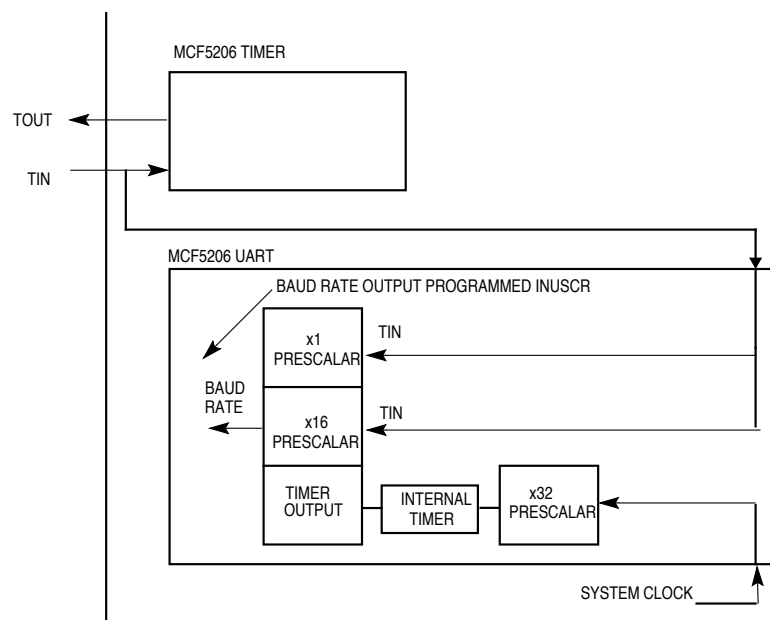 MCF5206 TIMER
TOUT
TIN
MCF5206 UART
BAUD RATE OUTPUT PROGRAMMED INUSCR
x1
PRESCALAR
TIN
BAUD
RATE
x16
PRESCALAR
TIN
TIMER
OUTPUT
INTERNAL
TIMER
x32
PRESCALAR
SYSTEM CLOCK